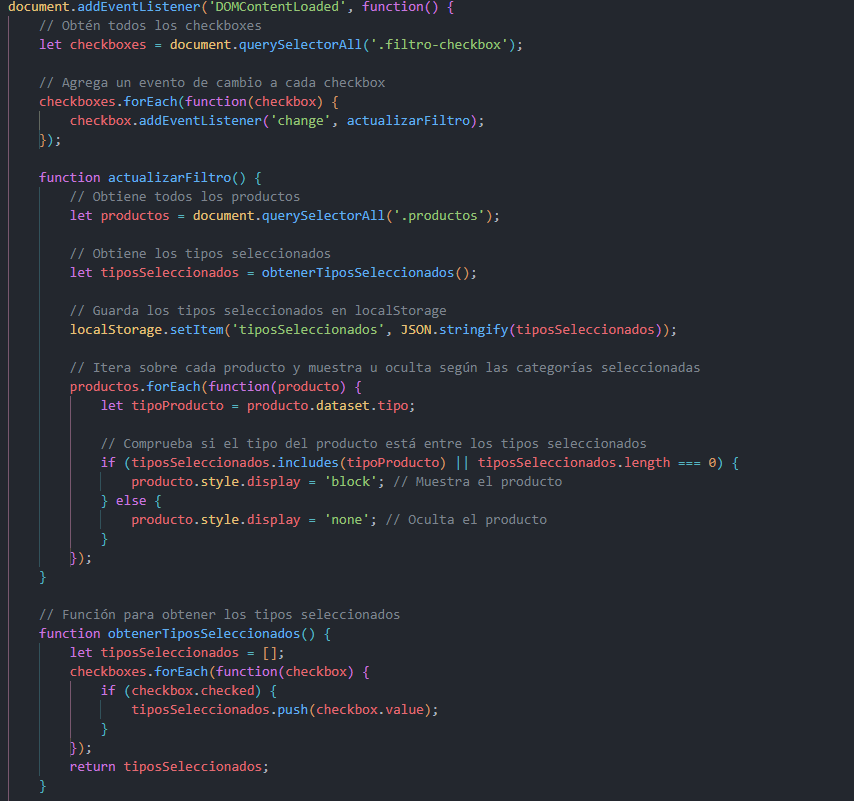 document.addEventListener('DOMContentLoaded', function() {
// Obtén todos los checkboxes
let checkboxes = document.querySelectorAll('.filtro-checkbox');
// Agrega un evento de cambio a cada checkbox
checkboxes.forEach(function(checkbox) {
checkbox.addEventListener('change', actualizarFiltro);
});
function actualizarFiltro() {
// Obtiene todos los productos
let productos = document.querySelectorAll('.productos');
// Obtiene los tipos seleccionados
let tiposSeleccionados = obtenerTiposSeleccionados();
// Guarda los tipos seleccionados en localStorage
localStorage.setItem('tiposSeleccionados', JSON.stringify(tiposSeleccionados));
// Itera sobre cada producto y muestra u oculta según las categorías seleccionadas
productos.forEach(function(producto) {
let tipoProducto = producto.dataset.tipo;
// Comprueba si el tipo del producto está entre los tipos seleccionados
if (tiposSeleccionados.includes(tipoProducto) || tiposSeleccionados.length === 0) {
producto.style.display = 'block'; // Muestra el producto
} else {
producto.style.display = 'none'; // Oculta el producto
}
});
}
// Función para obtener los tipos seleccionados
function obtenerTiposSeleccionados() {
let tiposSeleccionados = [];
checkboxes.forEach(function(checkbox) {
if (checkbox.checked) {
tiposSeleccionados.push(checkbox.value);
}
});
return tiposSeleccionados;
}